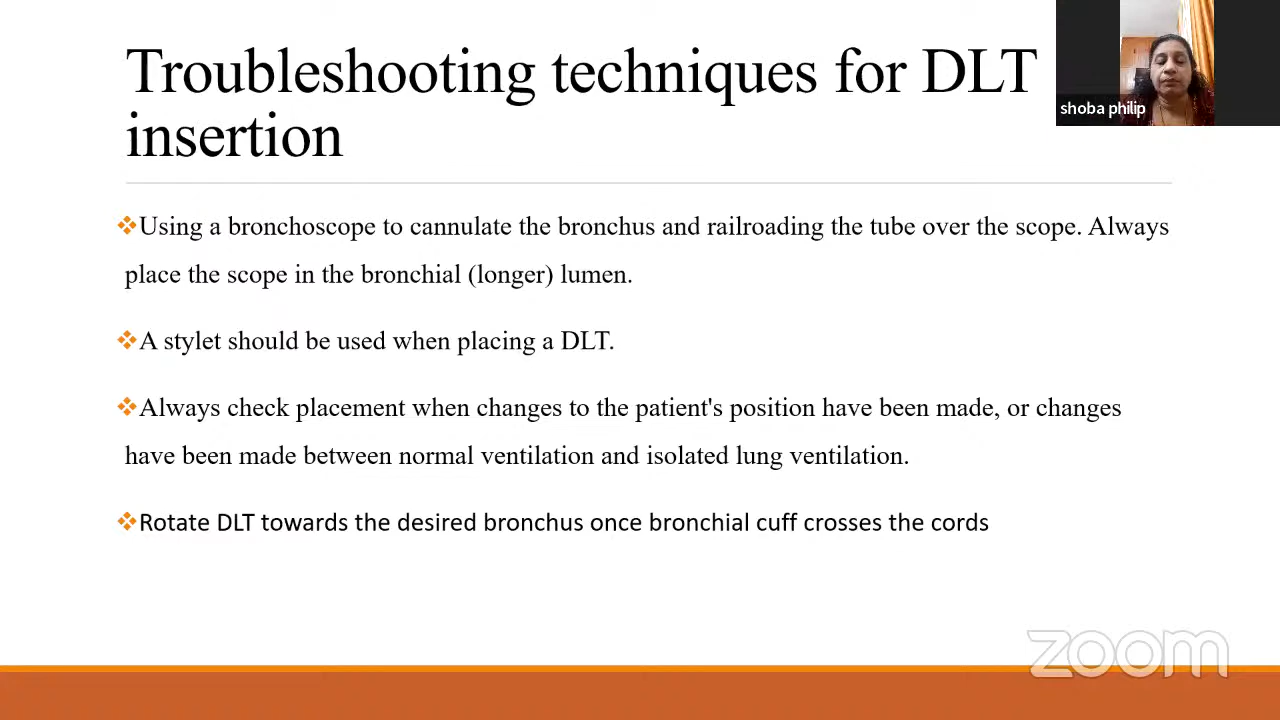 Troubleshooting techniques for DLT
insertion
shoba philip
❖Using a bronchoscope to cannulate the bronchus and railroading the tube over the scope. Always
place the scope in the bronchial (longer) lumen.
❖A stylet should be used when placing a DLT.
❖Always check placement when changes to the patient's position have been made, or changes
have been made between normal ventilation and isolated lung ventilation.
❖Rotate DLT towards the desired bronchus once bronchial cuff crosses the cords
zoom